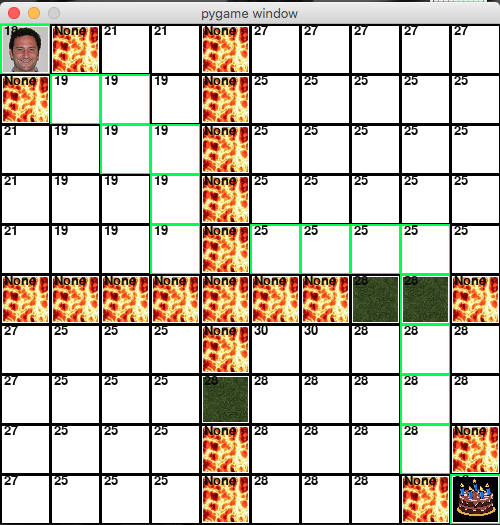 pygame window
18 None 21 21 None 27 27 27 27 27
None 19 19 19 None 25 25 25 25 25
21 19 19 19 None 25 25 25 25 25
21 19 19 19 None 25 25 25 25 25
21 19 19 19 None 25 25 25 25 25
None None None None None None None 28 28 None
27 25 25 25 None 30 30 28 28 28
27 25 25 25 28 28 28 28 28 28
27 25 25 25 None 28 28 28 28 None
27 25 25 25 None 28 28 28 None